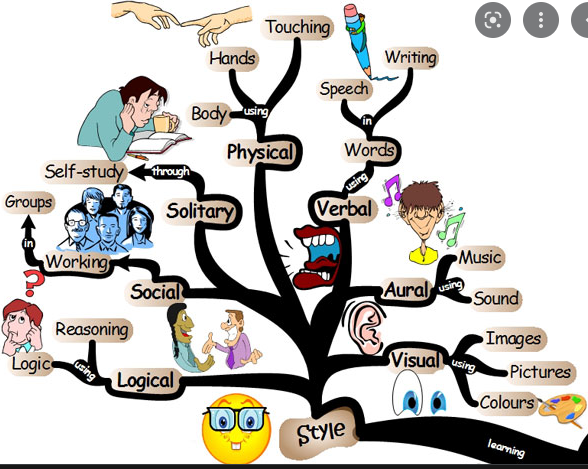 Touching
Hands
Body
using
Physical
Writing
Speech
in
Words
using
Verbal
Self-study
through
Solitary
Groups
in
Working
Social
Music
using
Sound
Aural
?
Reasoning
Logic
using
Logical
Images
using
Pictures
Colours
Visual
Style
learning